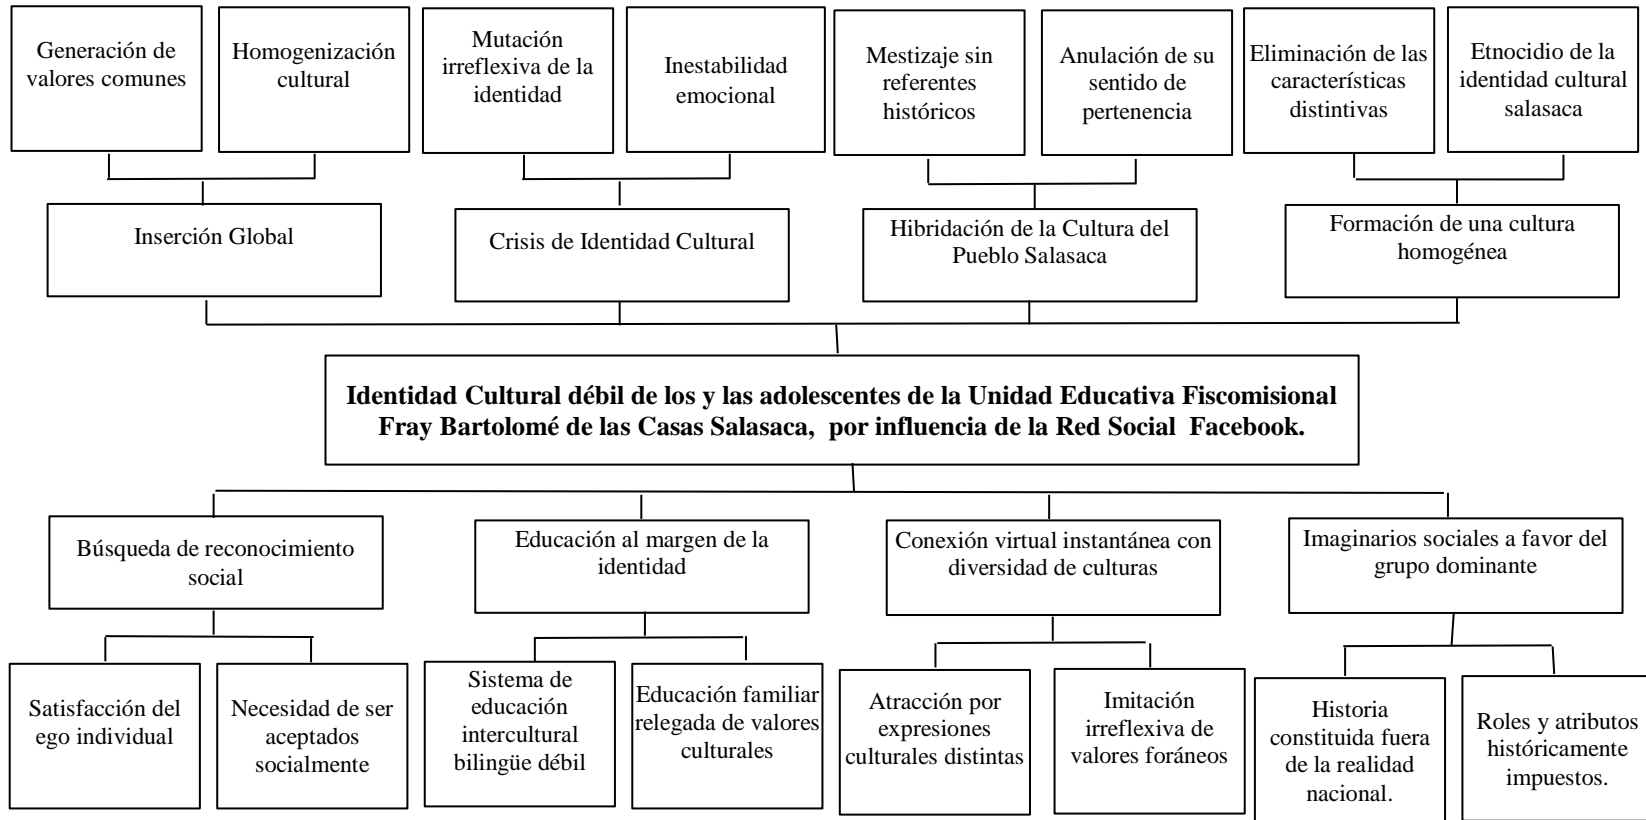 Generación de
valores comunes
Homogenización
cultural
Mutación
irreflexiva de la
identidad
Inestabilidad
emocional
Mestizaje sin
referentes
históricos
Anulación de su
sentido de
pertenencia
Eliminación de las
características
distintivas
Etnocidio de la
identidad cultural
salasaca
Inserción Global
Crisis de Identidad Cultural
Hibridación de la Cultura del
Pueblo Salasaca
Formación de una cultura
homogénea
Identidad Cultural débil de los y las adolescentes de la Unidad Educativa Fiscomisional
Fray Bartolomé de las Casas Salasaca, por influencia de la Red Social Facebook.
Búsqueda de reconocimiento
social
Educación al margen de la
identidad
Conexión virtual instantánea con
diversidad de culturas
Imaginarios sociales a favor del
grupo dominante
Satisfacción del
ego individual
Necesidad de ser
aceptados
socialmente
Sistema de
educación
intercultural
bilingüe débil
Educación familiar
relegada de valores
culturales
Atracción por
expresiones
culturales distintas
Imitación
irreflexiva de
valores foráneos
Historia
constituida fuera
de la realidad
nacional.
Roles y atributos
históricamente
impuestos.